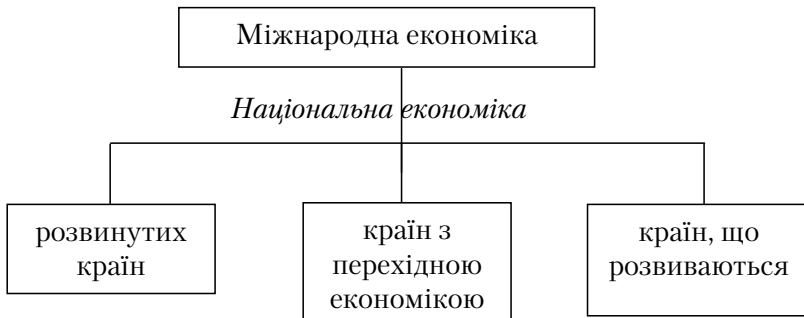 Міжнародна економіка
Національна економіка
розвинутих
країн
країн з
перехідною
економікою
країн, що
розвиваються